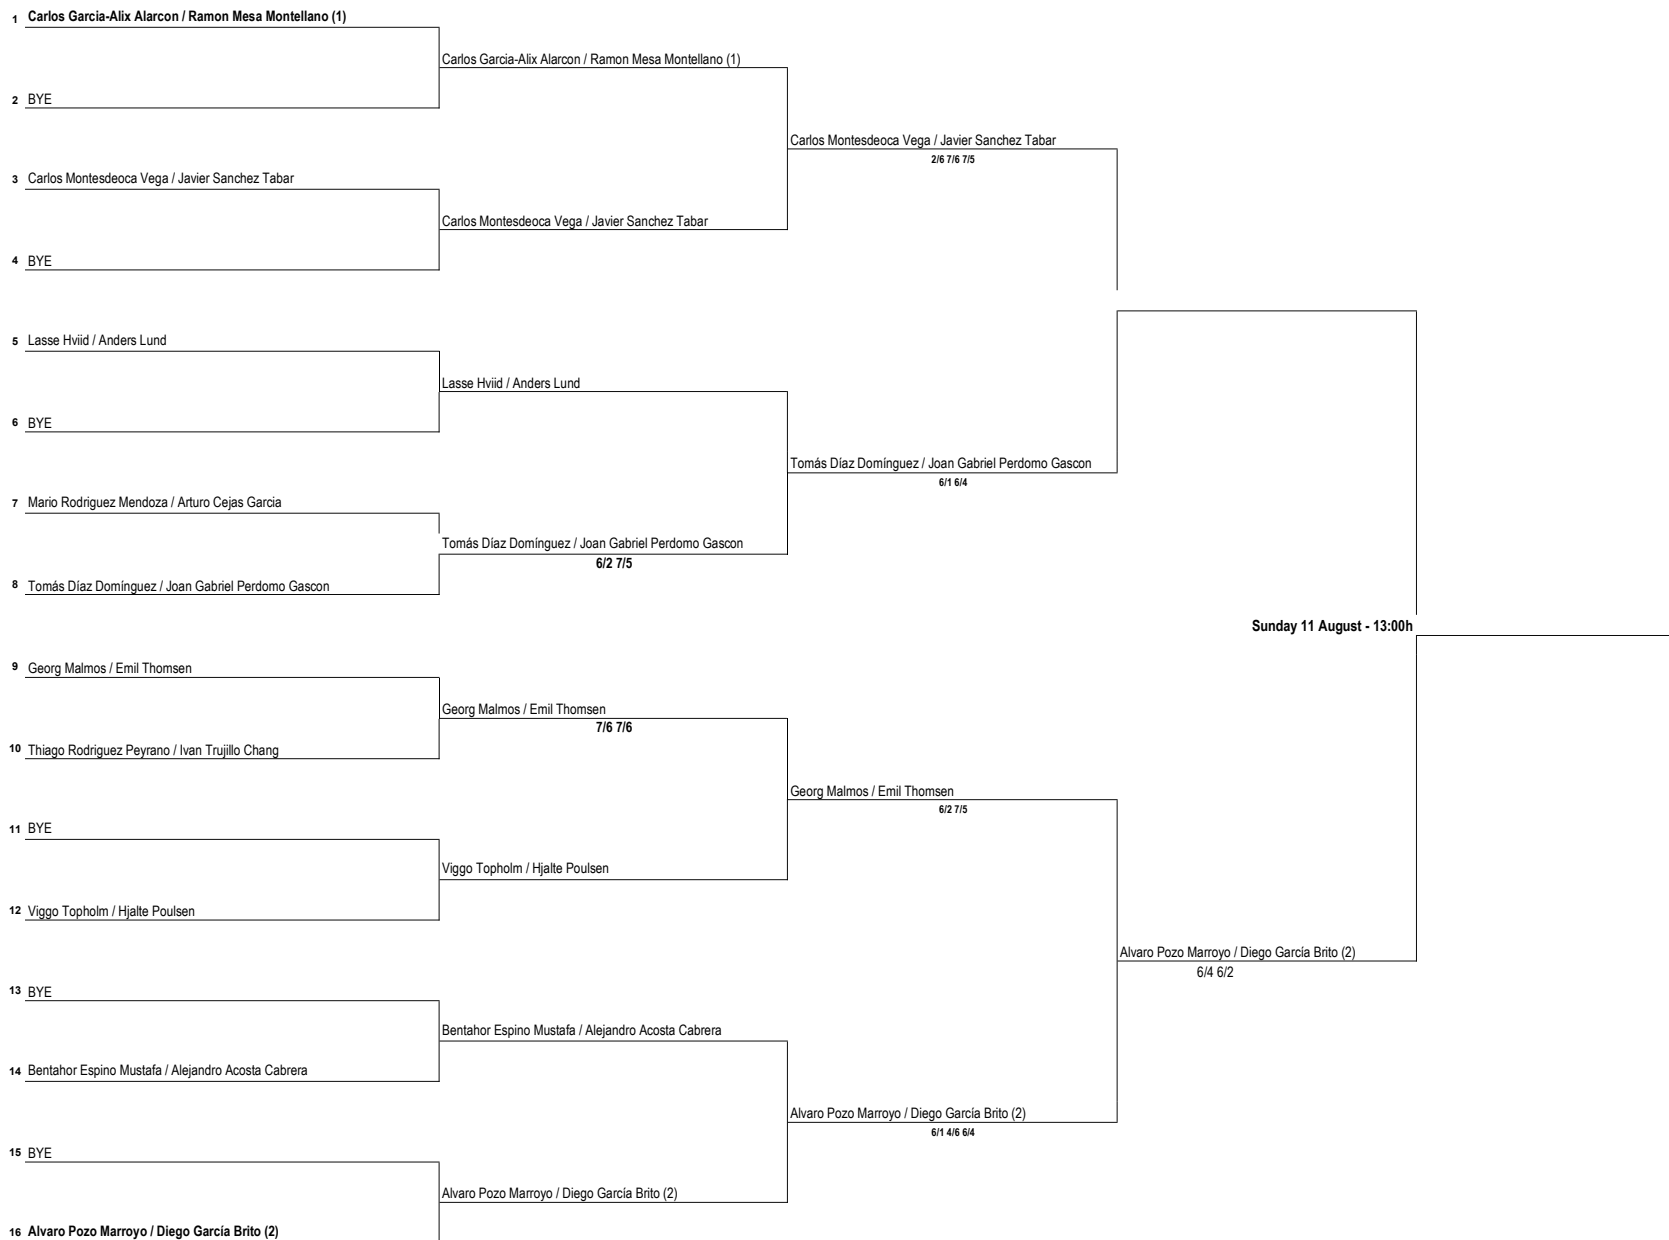 1 Carlos Garcia-Alix Alarcon / Ramon Mesa Montellano (1)
Carlos Garcia-Alix Alarcon / Ramon Mesa Montellano (1)
2 BYE
Carlos Montesdeoca Vega / Javier Sanchez Tabar
2/6 7/6 7/5
3 Carlos Montesdeoca Vega / Javier Sanchez Tabar
Carlos Montesdeoca Vega / Javier Sanchez Tabar
4 BYE
5 Lasse Hviid / Anders Lund
Lasse Hviid / Anders Lund
6 BYE
Tomás Díaz Domínguez / Joan Gabriel Perdomo Gascon
6/1 6/4
7 Mario Rodriguez Mendoza / Arturo Cejas Garcia
Tomás Díaz Domínguez / Joan Gabriel Perdomo Gascon
6/2 7/5
8 Tomás Díaz Domínguez / Joan Gabriel Perdomo Gascon
Sunday 11 August - 13:00h
9 Georg Malmos / Emil Thomsen
Georg Malmos / Emil Thomsen
7/6 7/6
10 Thiago Rodriguez Peyrano / Ivan Trujillo Chang
Georg Malmos / Emil Thomsen
6/2 7/5
11 BYE
Viggo Topholm / Hjalte Poulsen
12 Viggo Topholm / Hjalte Poulsen
Alvaro Pozo Marroyo / Diego García Brito (2)
6/4 6/2
13 BYE
Bentahor Espino Mustafa / Alejandro Acosta Cabrera
14 Bentahor Espino Mustafa / Alejandro Acosta Cabrera
Alvaro Pozo Marroyo / Diego García Brito (2)
6/1 4/6 6/4
15 BYE
Alvaro Pozo Marroyo / Diego García Brito (2)
16 Alvaro Pozo Marroyo / Diego García Brito (2)